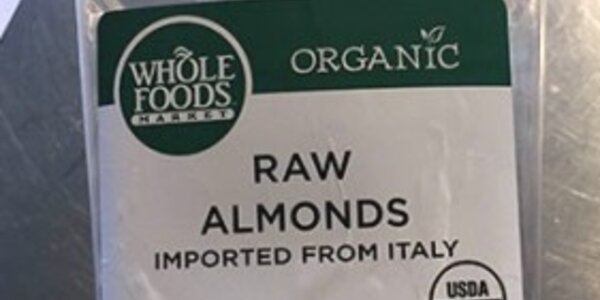 WHOLE
FOODS
MARKET
ORGANIC
RAW
ALMONDS
IMPORTED FROM ITALY
USDA